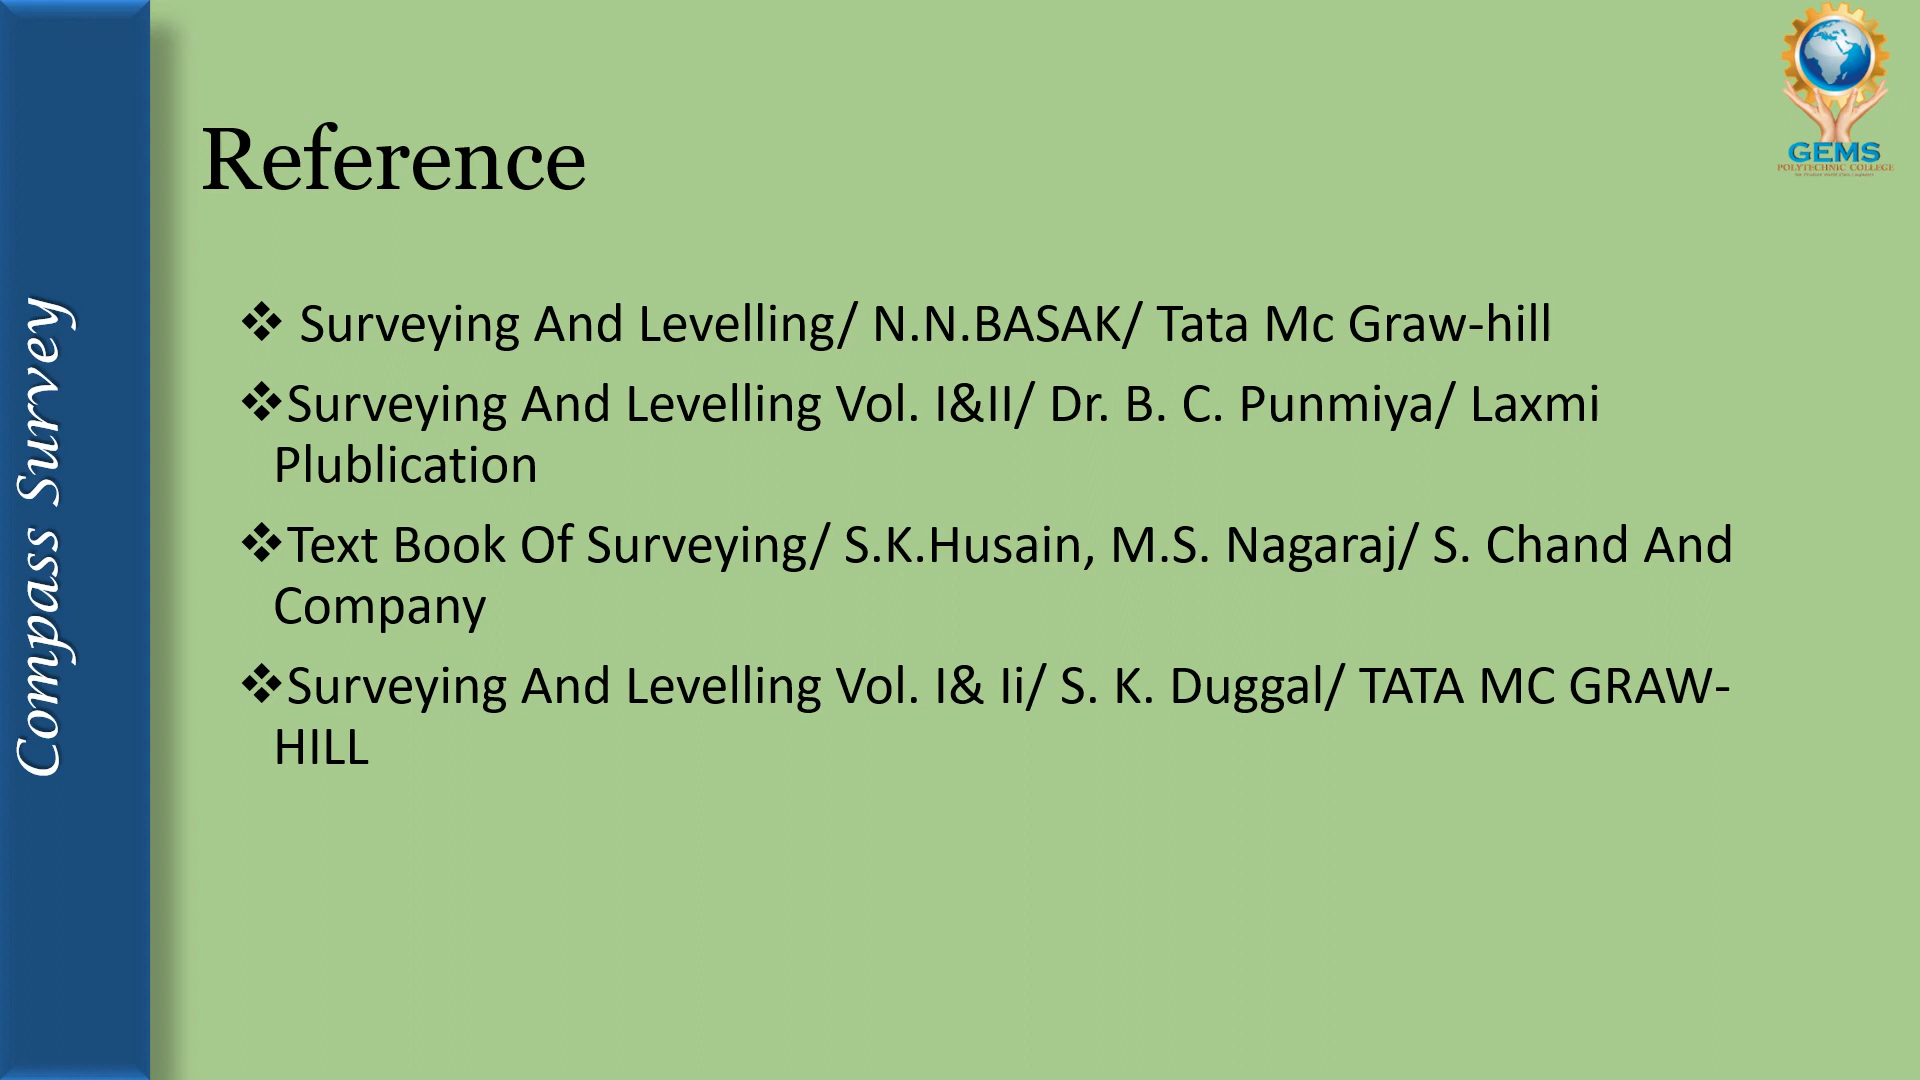 Compass Survey
GEMS
POLYTECHNIC COLLEGE
Reference
❖ Surveying And Levelling/ N.N.BASAK/ Tata Mc Graw-hill
❖Surveying And Levelling Vol. I&II/ Dr. B. C. Punmiya/ Laxmi
Plublication
❖Text Book Of Surveying/ S.K.Husain, M.S. Nagaraj/ S. Chand And
Company
❖Surveying And Levelling Vol. I& Ii/ S. K. Duggal/ TATA MC GRAW-
HILL